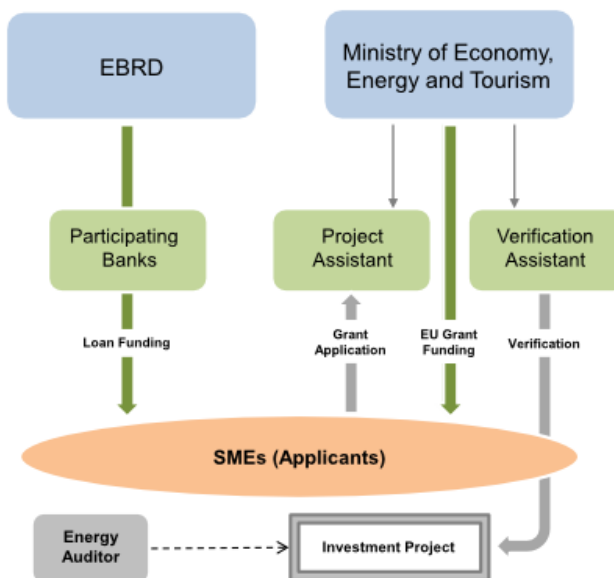 EBRD
Ministry of Economy,
Energy and Tourism
Participating
Banks
Project
Assistant
Verification
Assistant
Loan Funding
Grant
Application
EU Grant
Funding
Verification
SMEs (Applicants)
Energy
Auditor
Investment Project